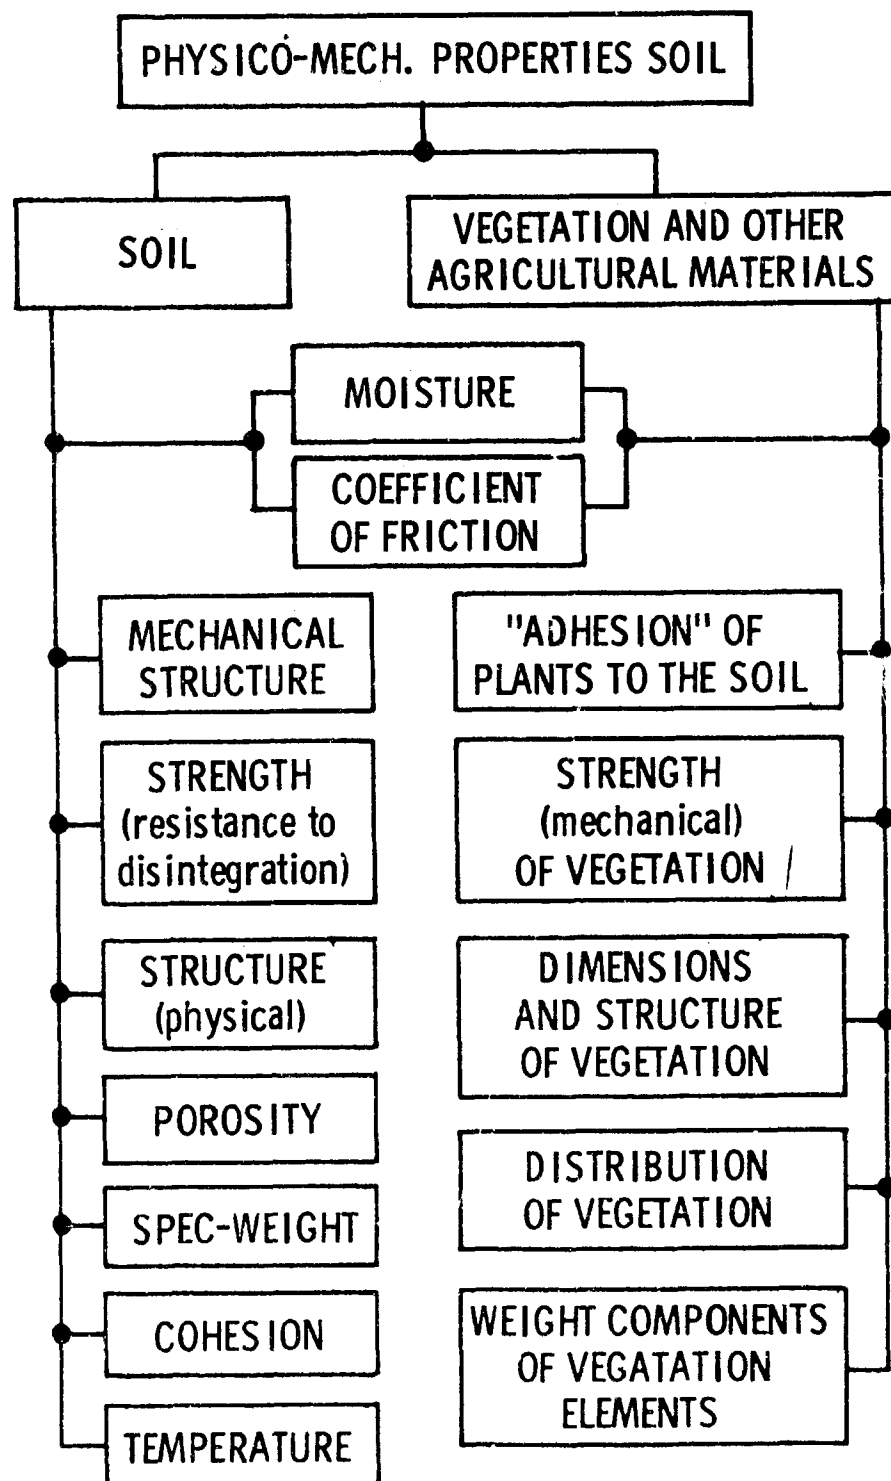 PHYSICO-MECH. PROPERTIES SOIL
SOIL
VEGETATION AND OTHER
AGRICULTURAL MATERIALS
MOISTURE
COEFFICIENT
OF FRICTION
MECHANICAL
STRUCTURE
STRENGTH
(resistance to
disintegration)
STRUCTURE
(physical)
POROSITY
SPEC-WEIGHT
COHESION
TEMPERATURE
"ADHESION" OF
PLANTS TO THE SOIL
STRENGTH
(mechanical)
OF VEGETATION
DIMENSIONS
AND STRUCTURE
OF VEGETATION
DISTRIBUTION
OF VEGETATION
WEIGHT COMPONENTS
OF VEGATATION
ELEMENTS